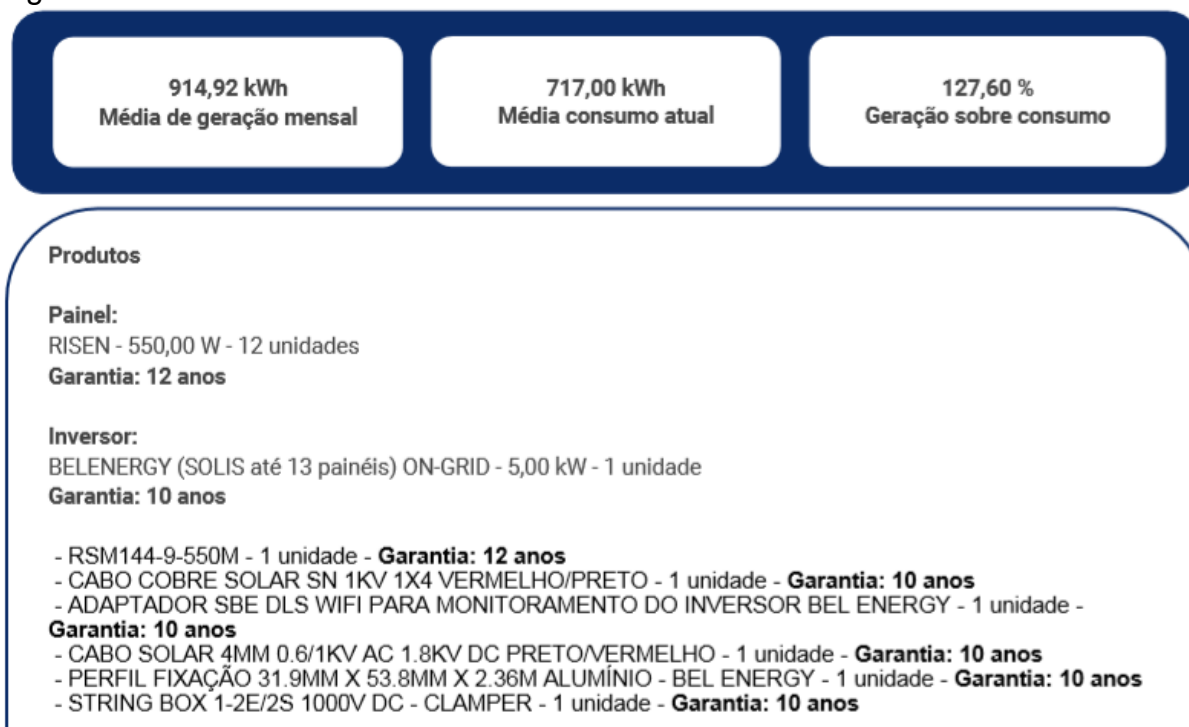 914,92 kWh
Média de geração mensal
717,00 kWh
Média consumo atual
127,60 %
Geração sobre consumo
Produtos
Painel:
RISEN - 550,00 W - 12 unidades
Garantia: 12 anos
Inversor:
BELENERGY (SOLIS até 13 painéis) ON-GRID - 5,00 kW - 1 unidade
Garantia: 10 anos
- RSM144-9-550M - 1 unidade - Garantia: 12 anos
- CABO COBRE SOLAR SN 1KV 1X4 VERMELHO/PRETO - 1 unidade - Garantia: 10 anos
- ADAPTADOR SBE DLS WIFI PARA MONITORAMENTO DO INVERSOR BEL ENERGY - 1 unidade -
Garantia: 10 anos
- CABO SOLAR 4MM 0.6/1KV AC 1.8KV DC PRETO/VERMELHO - 1 unidade - Garantia: 10 anos
- PERFIL FIXAÇÃO 31.9MM X 53.8MM X 2.36M ALUMÍNIO - BEL ENERGY - 1 unidade - Garantia: 10 anos
- STRING BOX 1-2E/2S 1000V DC - CLAMPER - 1 unidade - Garantia: 10 anos